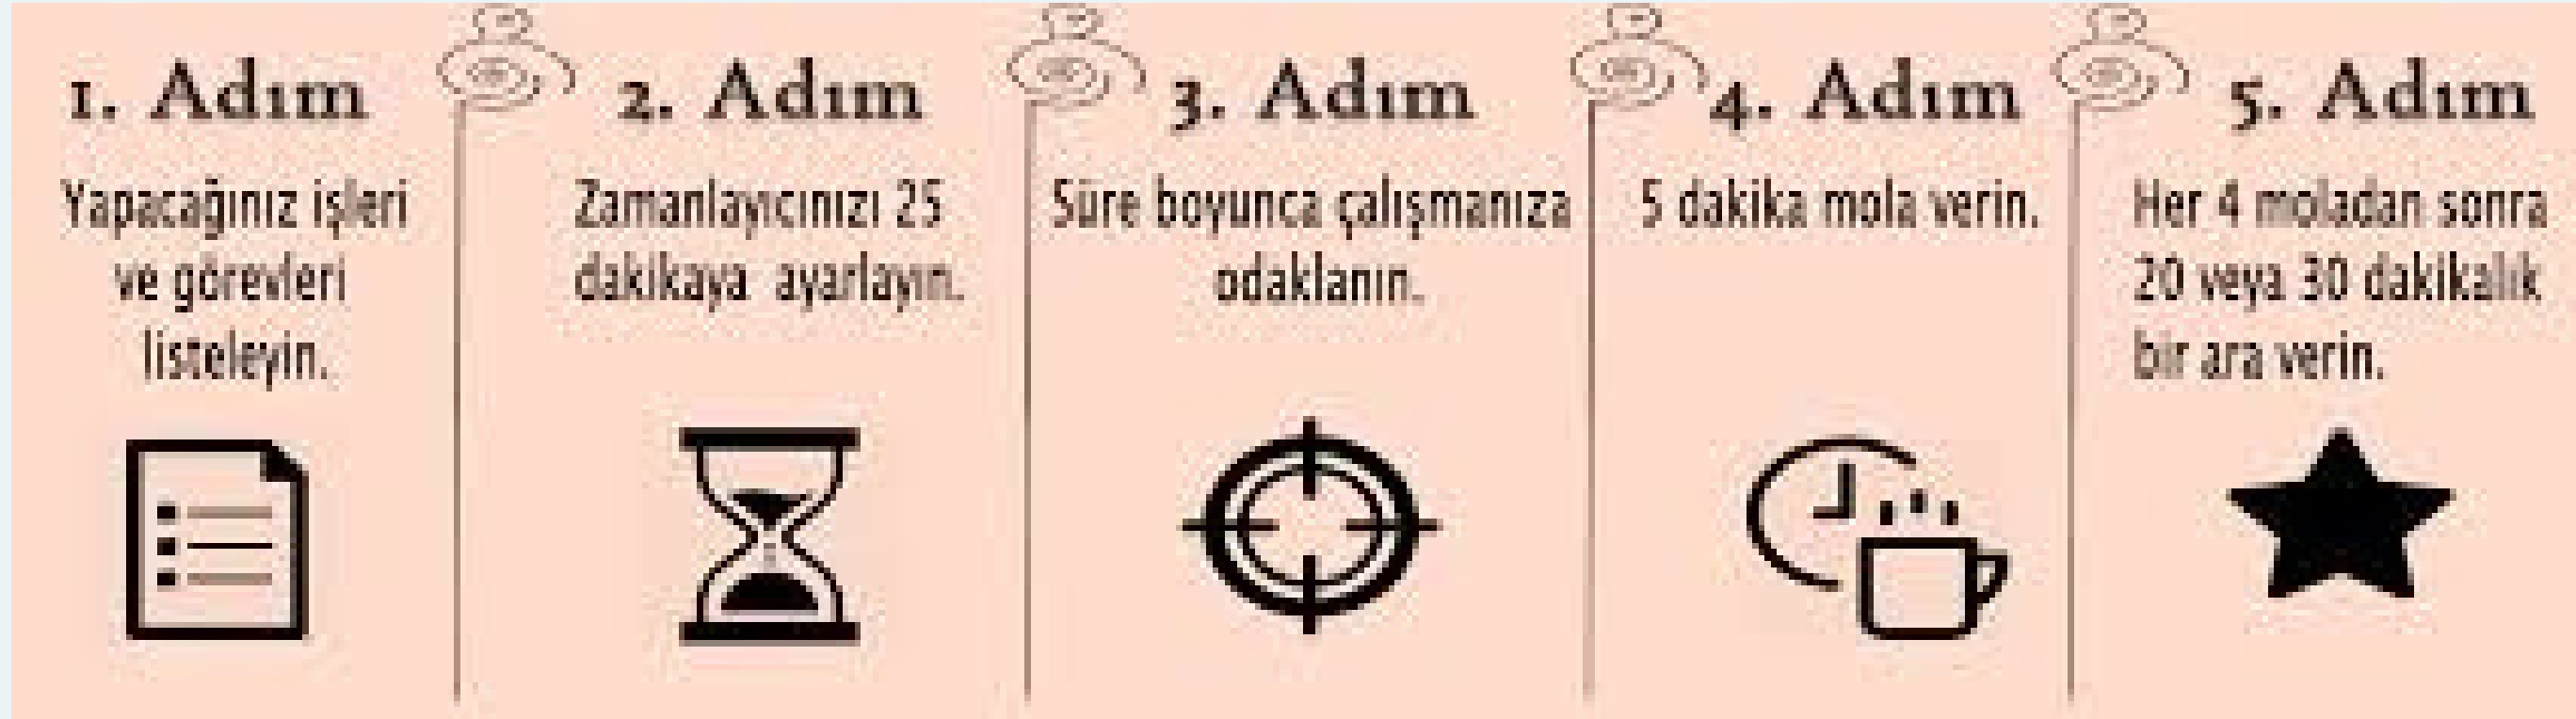 1. Adım
Yapacağınız işleri
ve görevleri
listeleyin.
2. Adım
Zamanlayıcınızı 25
dakikaya ayarlayın.
3. Adım
Süre boyunca çalışmanıza
odaklanın.
4. Adım
5 dakika mola verin.
5. Adım
Her 4 moladan sonra
20 veya 30 dakikalık
bir ara verin.